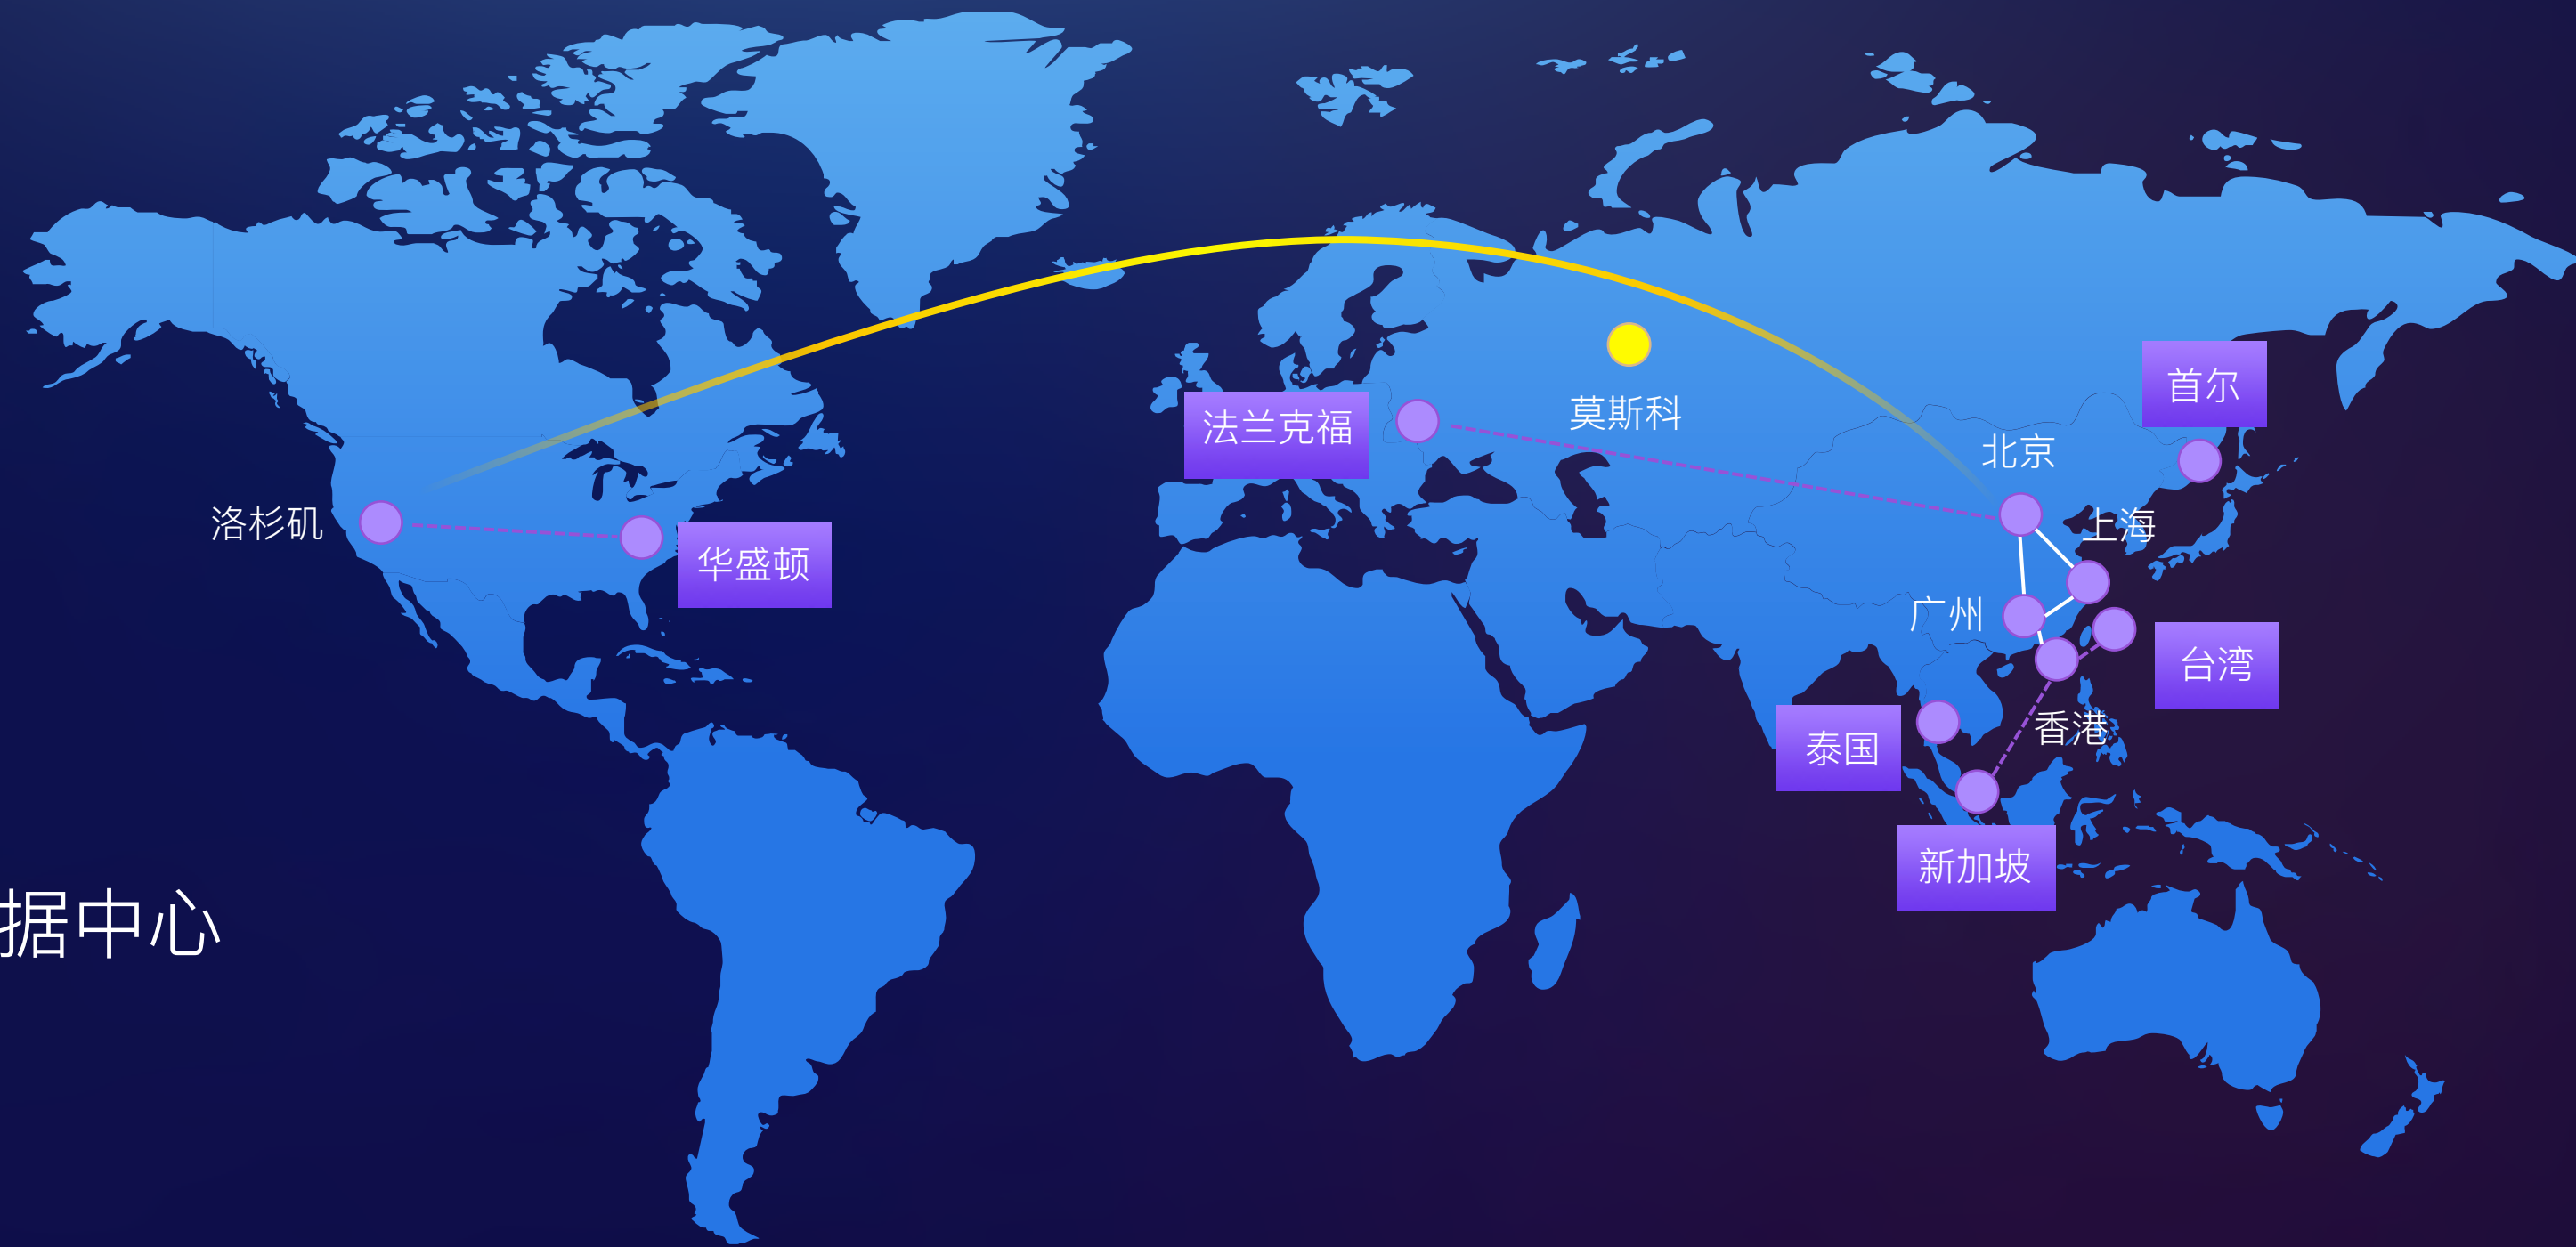 首尔
莫斯科
法兰克福
北京
洛杉矶
上海
华盛顿
广州
台湾
香港
泰国
新加坡
据中心